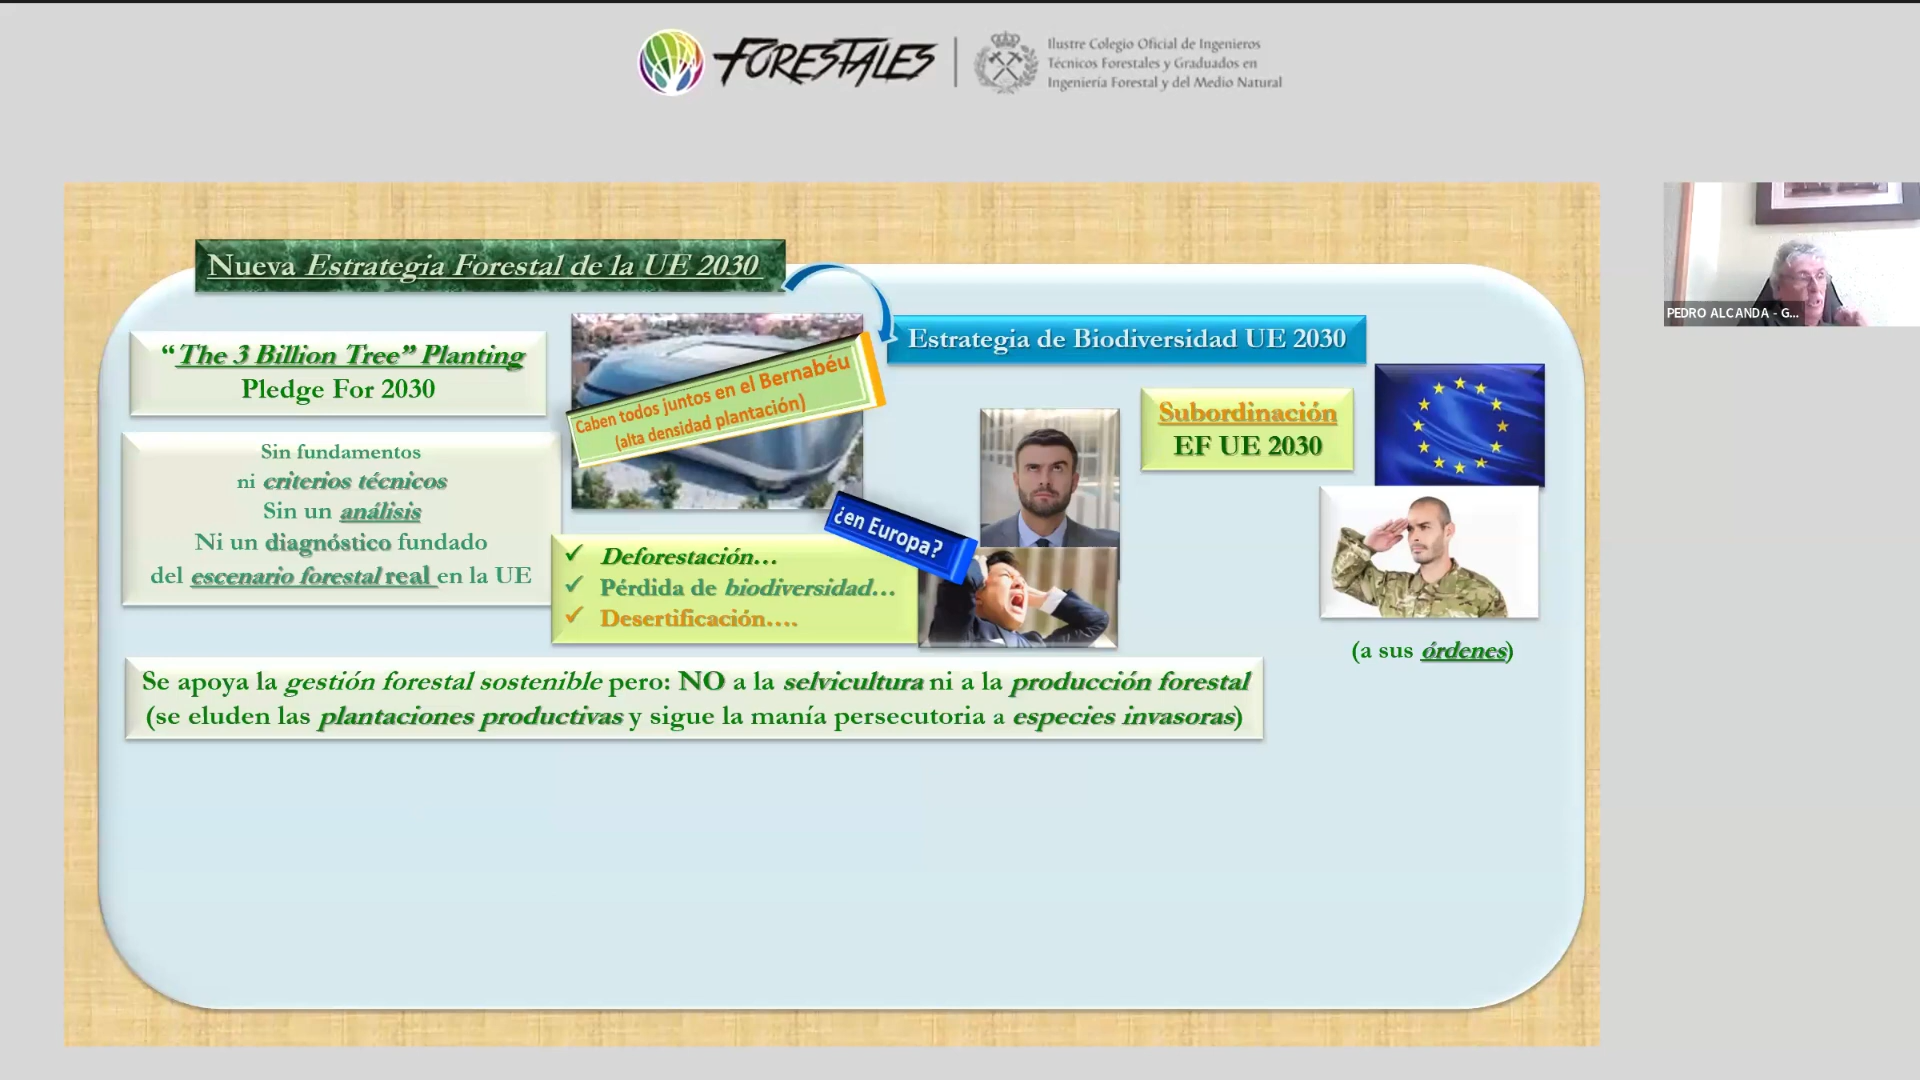 FORESTALES
Ilustre Colegio Oficial de Ingenieros
Técnicos Forestales y Graduados en
Ingeniería Forestal y del Medio Natural
PEDRO ALCANDA - G...
Nueva Estrategia Forestal de la UE 2030
Estrategia de Biodiversidad UE 2030
“The 3 Billion Tree” Planting
Pledge For 2030
Caben todos juntos en el Bernabéu
(alta densidad plantación)
Subordinación
EF UE 2030
Sin fundamentos
ni criterios técnicos
Sin un análisis
Ni un diagnóstico fundado
del escenario forestal real en la UE
¿en Europa?
✓ Deforestación...
✓ Pérdida de biodiversidad...
✓ Desertificación....
(a sus órdenes)
Se apoya la gestión forestal sostenible pero: NO a la selvicultura ni a la producción forestal
(se eluden las plantaciones productivas y sigue la manía persecutoria a especies invasoras)